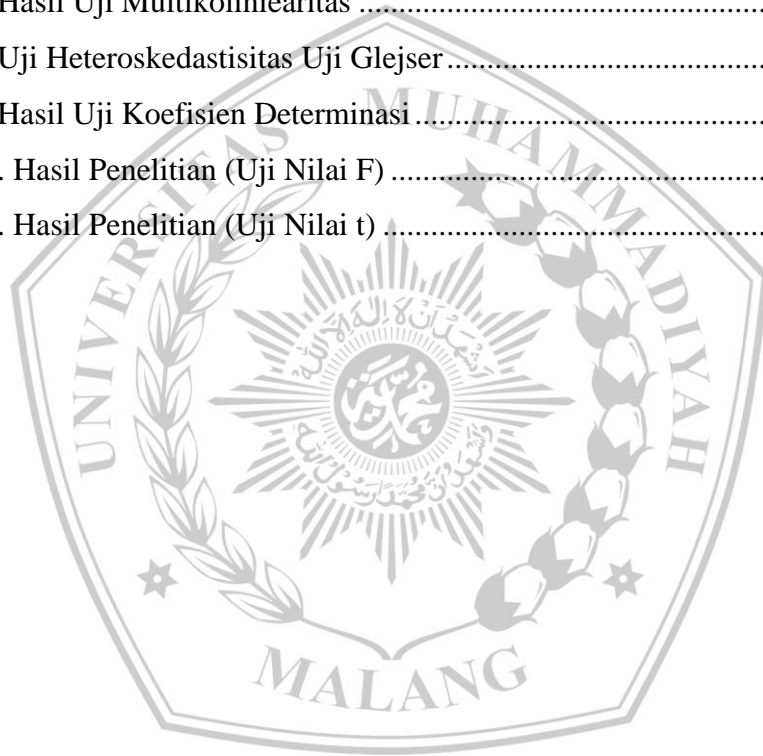 Hasil Uji Multikoliniearitas ........................................................
Uji Heteroskedastisitas Uji Glejser ........................................
Hasil Uji Koefisien Determinasi ............................................
. Hasil Penelitian (Uji Nilai F) ................................................
. Hasil Penelitian (Uji Nilai t) .................................................
UNIVERSITAS MUHAMMADIYAH
MALANG